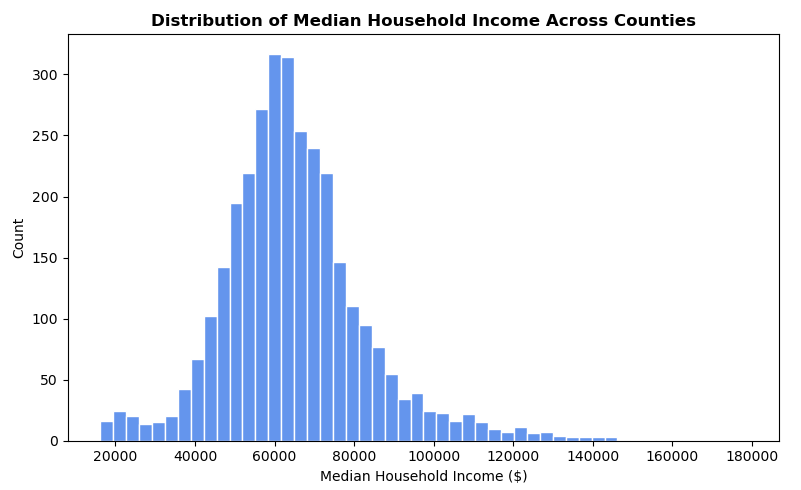 Distribution of Median Household Income Across Counties
300
250
200
150
100
50
0
Count
20000 40000 60000 80000 100000 120000 140000 160000 180000
Median Household Income ($)